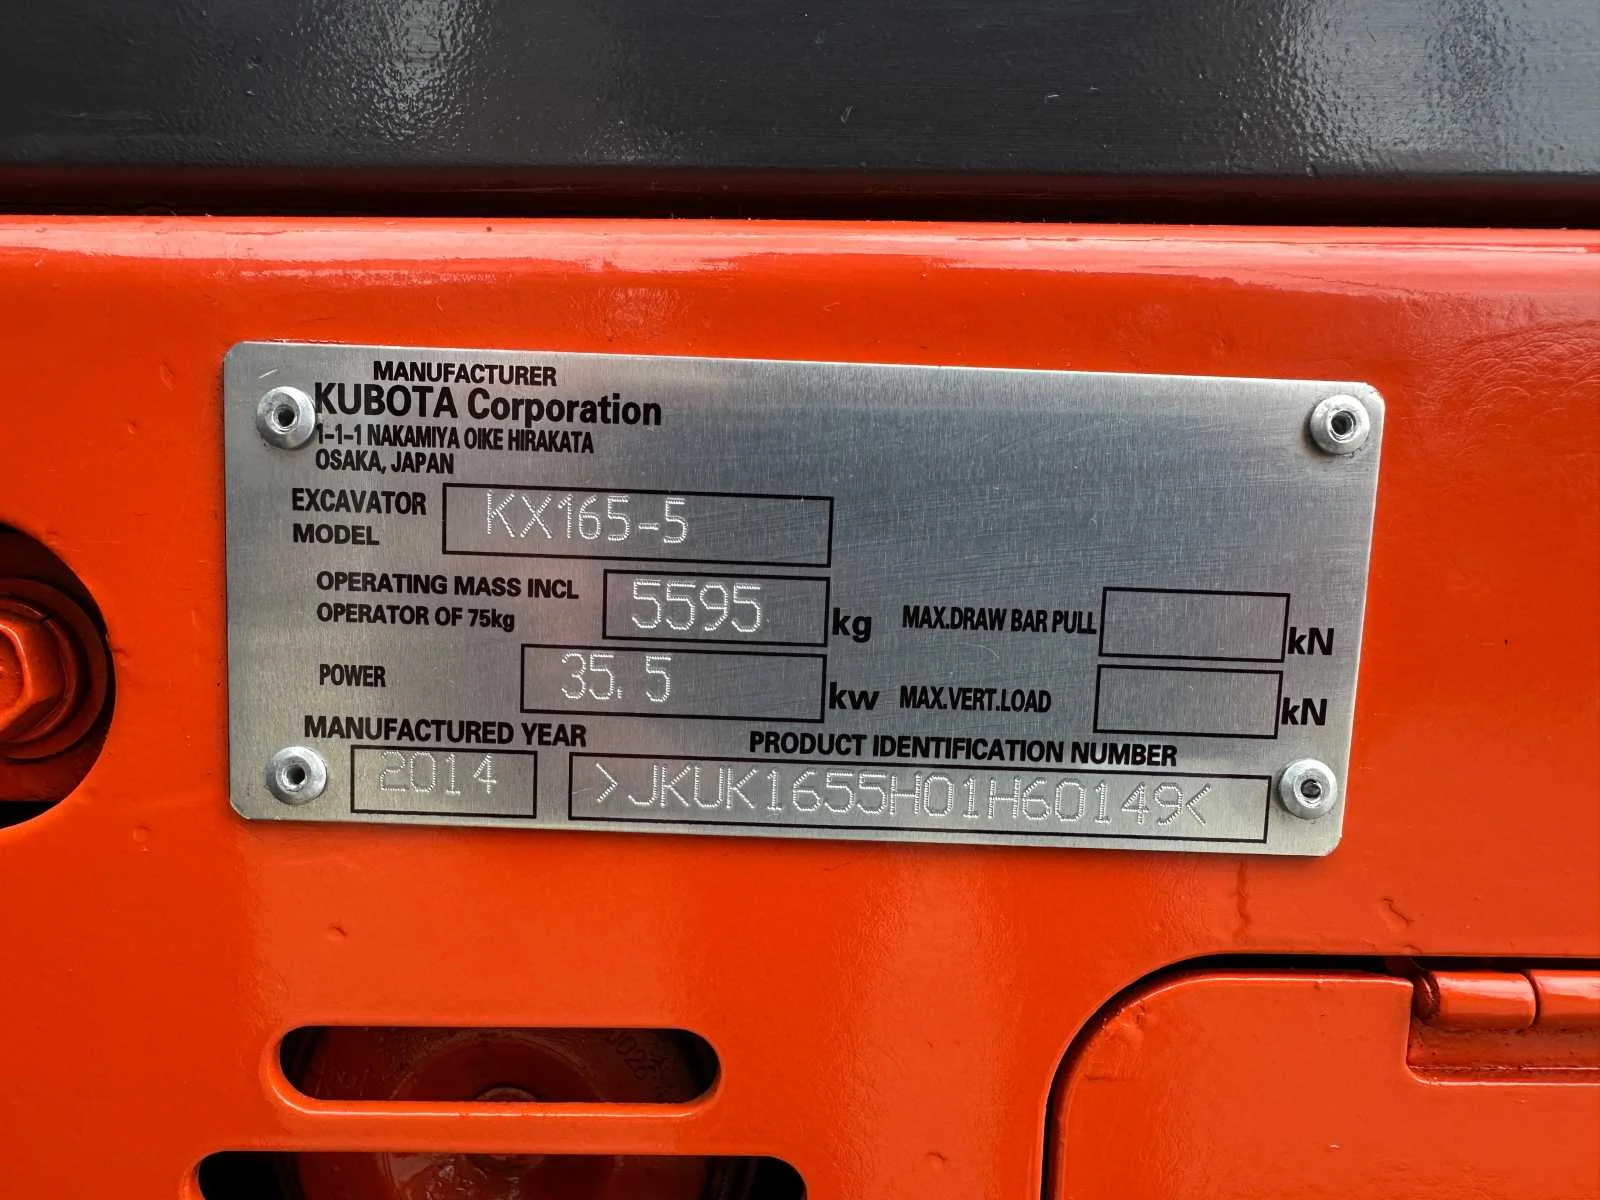 MANUFACTURER
KUBOTA Corporation
1-1-1 NAKAMIYA OIKE HIRAKATA
OSAKA, JAPAN
EXCAVATOR
MODEL
KX165-5
OPERATING MASS INCL
OPERATOR OF 75kg
5595 kg
MAX.DRAW BAR PULL kN
POWER 35.5 kw
MAX.VERT.LOAD kN
MANUFACTURED YEAR
2014
PRODUCT IDENTIFICATION NUMBER
>JKUK1655H01H60149<